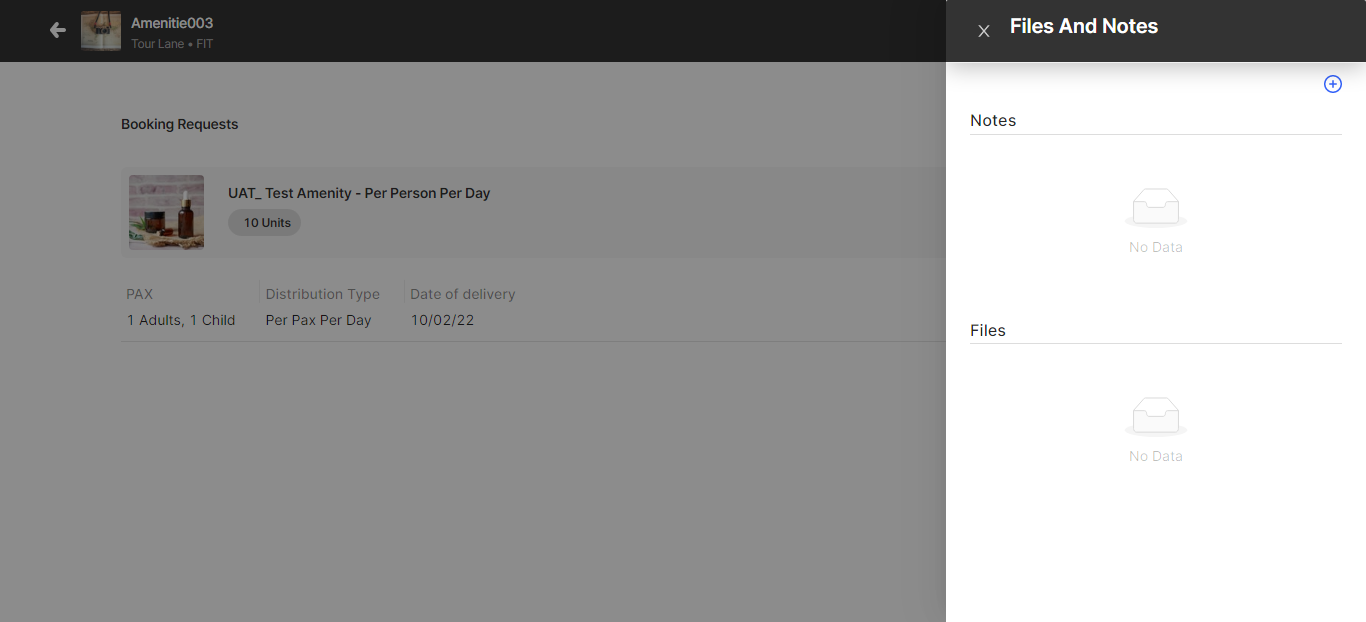 Amenitie003
Tour Lane • FIT
Booking Requests
UAT_ Test Amenity - Per Person Per Day
10 Units
PAX
Distribution Type
Date of delivery
1 Adults, 1 Child
Per Pax Per Day
10/02/22
Files And Notes
Notes
No Data
Files
No Data